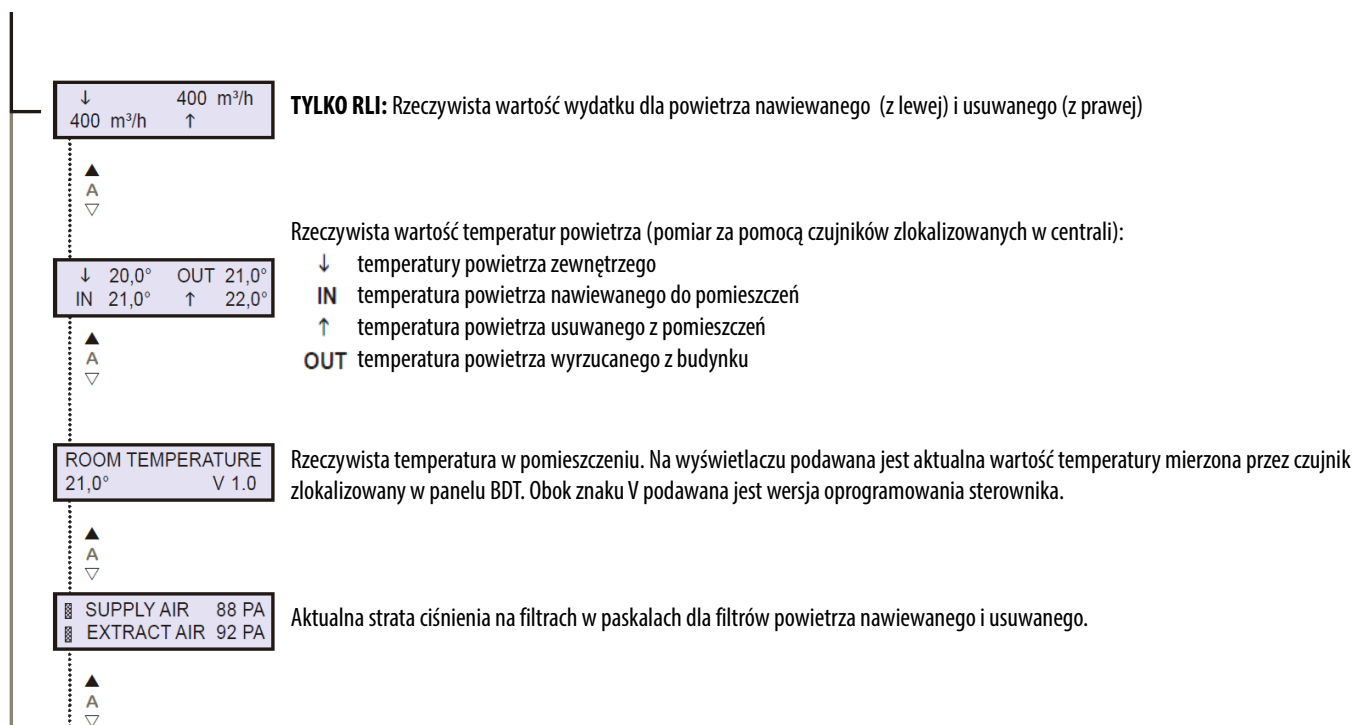 ↓ 400 m³/h
400 m³/h ↑
TYLKO RLI: Rzeczywista wartość wydatku dla powietrza nawiewanego (z lewej) i usuwanego (z prawej)
▲
A
▽
Rzeczywista wartość temperatur powietrza (pomiar za pomocą czujników zlokalizowanych w centrali):
↓ temperatury powietrza zewnętrzego
IN temperatura powietrza nawiewanego do pomieszczeń
↑ temperatura powietrza usuwanego z pomieszczeń
OUT temperatura powietrza wyrzucanego z budynku
↓ 20,0° OUT 21,0°
IN 21,0° ↑ 22,0°
▲
A
▽
ROOM TEMPERATURE
21,0° V 1.0
Rzeczywista temperatura w pomieszczeniu. Na wyświetlaczu podawana jest aktualna wartość temperatury mierzona przez czujnik
zlokalizowany w panelu BDT. Obok znaku V podawana jest wersja oprogramowania sterownika.
▲
A
▽
SUPPLY AIR 88 PA
EXTRACT AIR 92 PA
Aktualna strata ciśnienia na filtrach w paskalach dla filtrów powietrza nawiewanego i usuwanego.
▲
A
▽